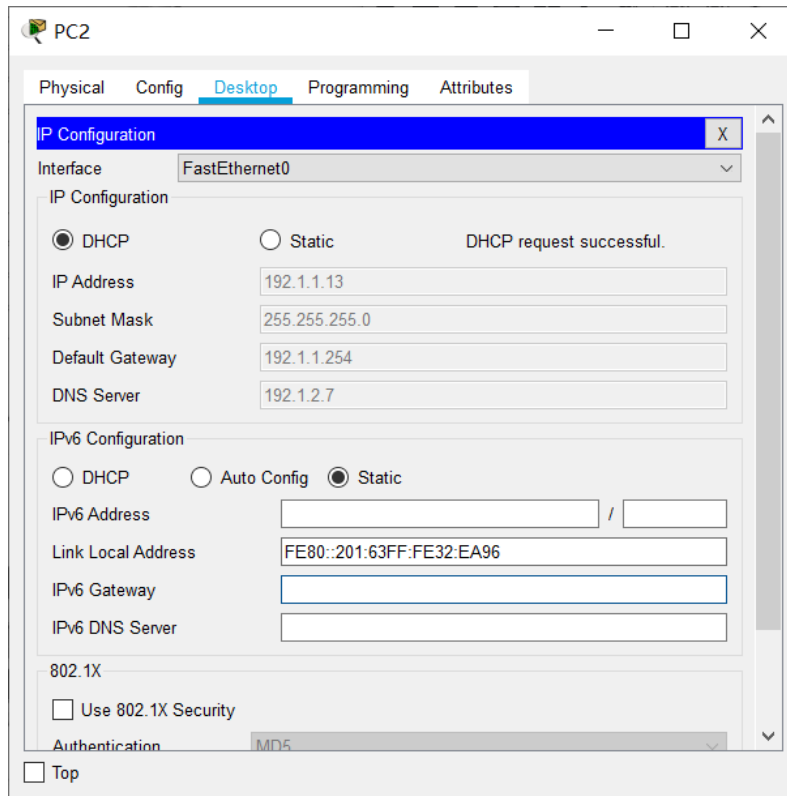 PC2
Physical Config Desktop Programming Attributes
IP Configuration X
Interface FastEthernet0
IP Configuration
DHCP Static DHCP request successful.
IP Address 192.1.1.13
Subnet Mask 255.255.255.0
Default Gateway 192.1.1.254
DNS Server 192.1.2.7
IPv6 Configuration
DHCP Auto Config Static
IPv6 Address /
Link Local Address FE80::201:63FF:FE32:EA96
IPv6 Gateway
IPv6 DNS Server
802.1X
Use 802.1X Security
Authentication MD5
Top